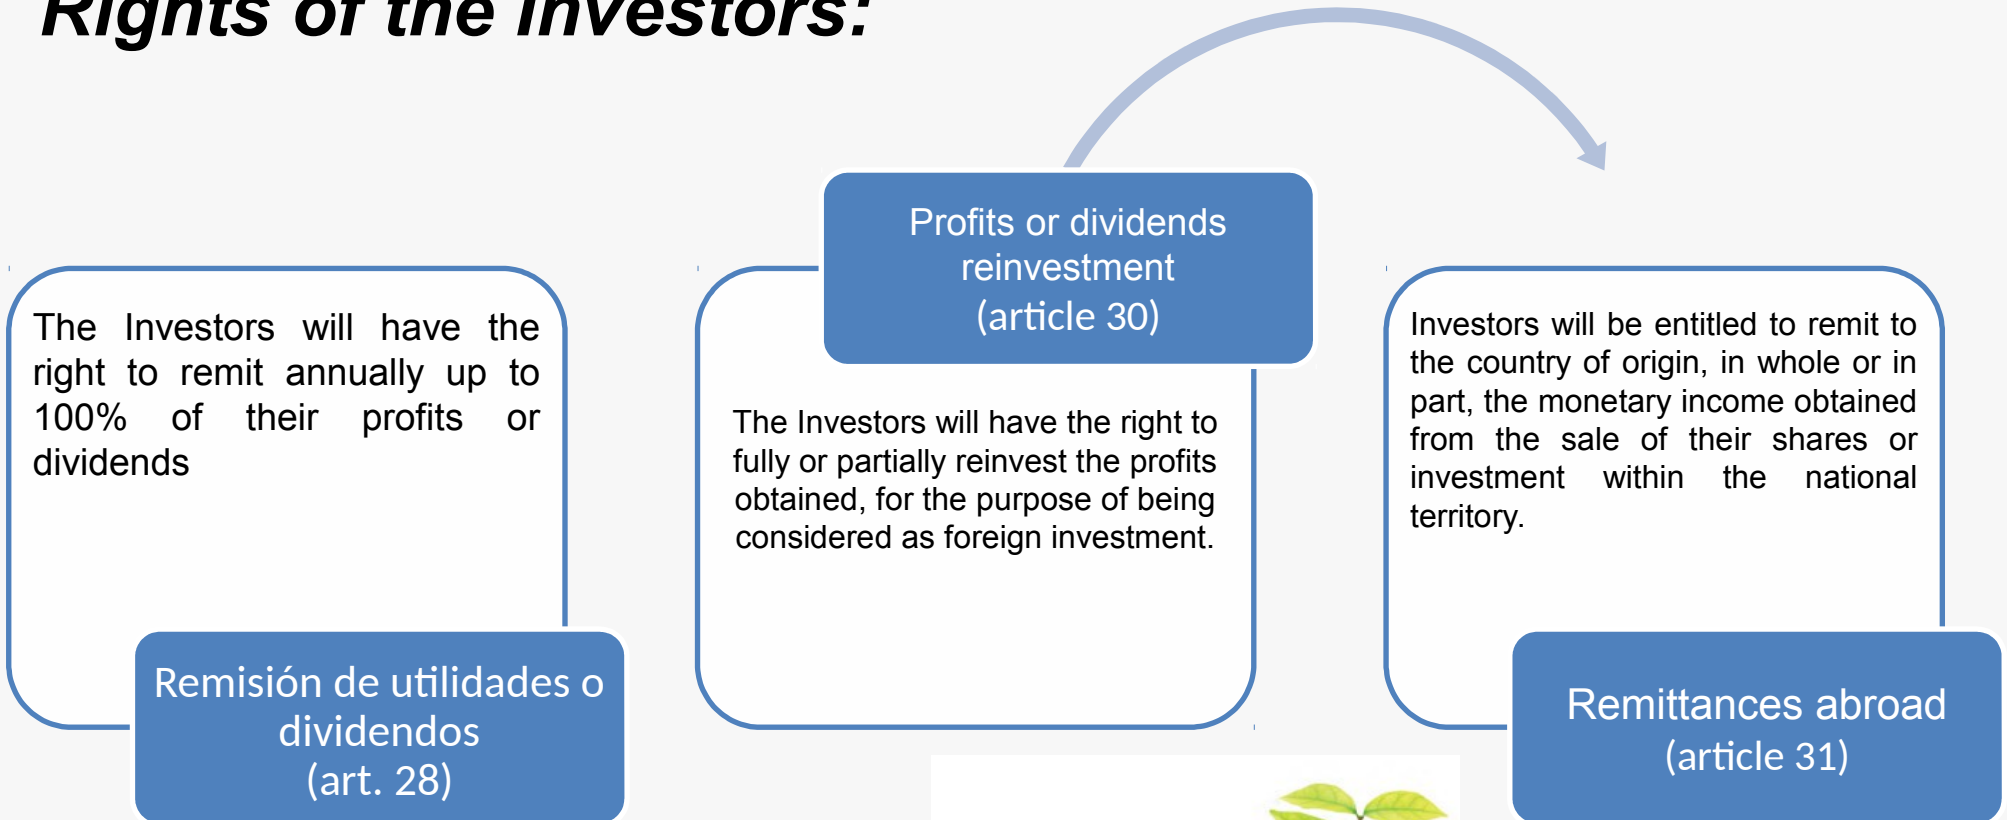 Rights of the Investors:
The Investors will have the
right to remit annually up to
100% of their profits or
dividends
Remisión de utilidades o
dividendos
(art. 28)
Profits or dividends
reinvestment
(article 30)
The Investors will have the right to
fully or partially reinvest the profits
obtained, for the purpose of being
considered as foreign investment.
Investors will be entitled to remit to
the country of origin, in whole or in
part, the monetary income obtained
from the sale of their shares or
investment within the national
territory.
Remittances abroad
(article 31)